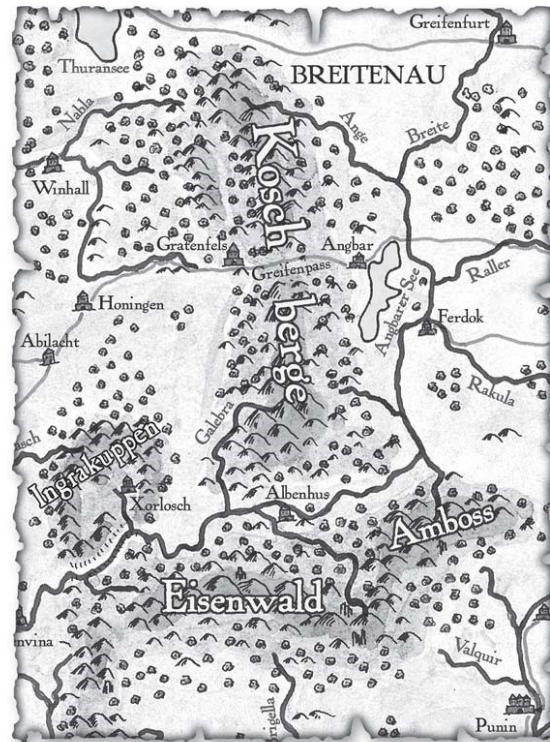 Greifenfurt
Thuransee
BREITENAU
Nabla
Ange
Breite
Winhall
Kosch
Gratenfels
Angbar
Greifenpass
Raller
Honingen
Angbarer See
Ferdok
Abilacht
berge
Rakula
Galebra
Ingrakuppen
Xorlosch
Albenhus
Amboss
Eisenwald
Valquir
Punin